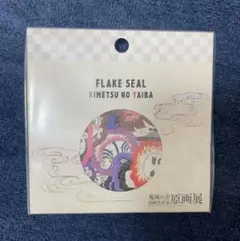 FLAKE SEAL
KIMETSU NO YAIBA
原画展